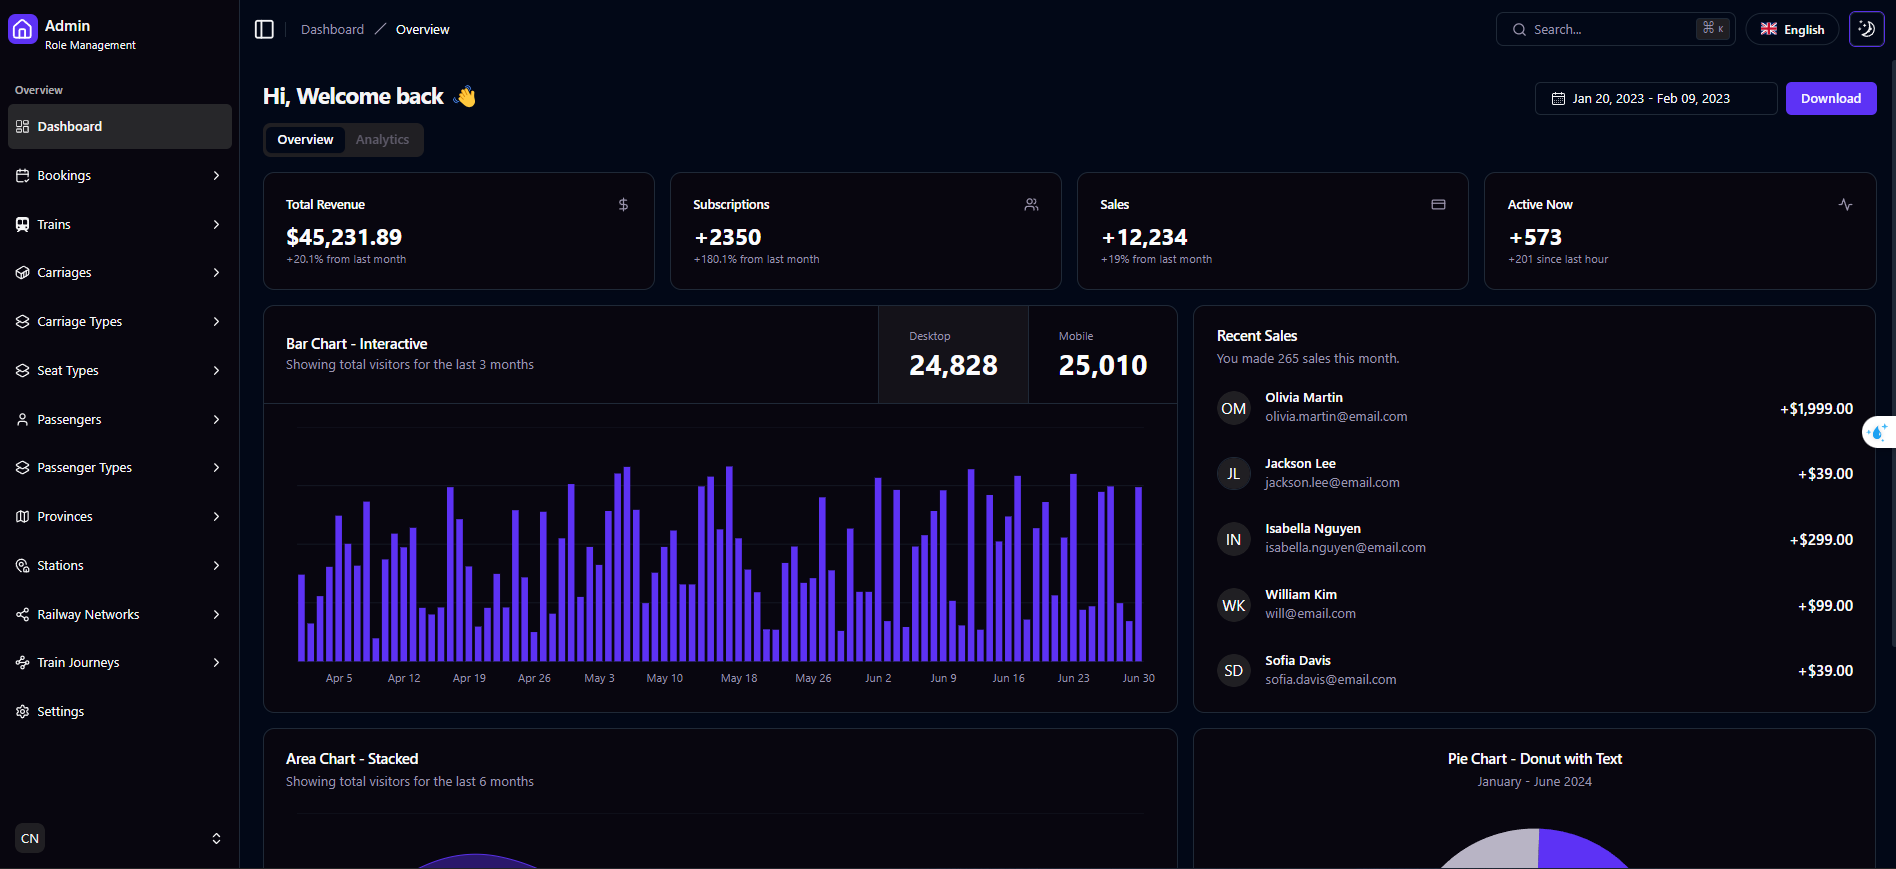 Admin
Role Management
Overview
Dashboard
Bookings
Trains
Carriages
Carriage Types
Seat Types
Passengers
Passenger Types
Provinces
Stations
Railway Networks
Train Journeys
Settings
CN
Dashboard / Overview
Search...
⌘ K
English
Hi, Welcome back 👋
Jan 20, 2023 - Feb 09, 2023
Download
Overview
Analytics
Total Revenue
$
$45,231.89
+20.1% from last month
Subscriptions
+2350
+180.1% from last month
Sales
+12,234
+19% from last month
Active Now
+573
+201 since last hour
Bar Chart - Interactive
Showing total visitors for the last 3 months
Desktop
24,828
Mobile
25,010
Apr 5 Apr 12 Apr 19 Apr 26 May 3 May 10 May 18 May 26 Jun 2 Jun 9 Jun 16 Jun 23 Jun 30
Recent Sales
You made 265 sales this month.
OM
Olivia Martin
olivia.martin@email.com
+$1,999.00
JL
Jackson Lee
jackson.lee@email.com
+$39.00
IN
Isabella Nguyen
isabella.nguyen@email.com
+$299.00
WK
William Kim
will@email.com
+$99.00
SD
Sofia Davis
sofia.davis@email.com
+$39.00
Area Chart - Stacked
Showing total visitors for the last 6 months
Pie Chart - Donut with Text
January - June 2024